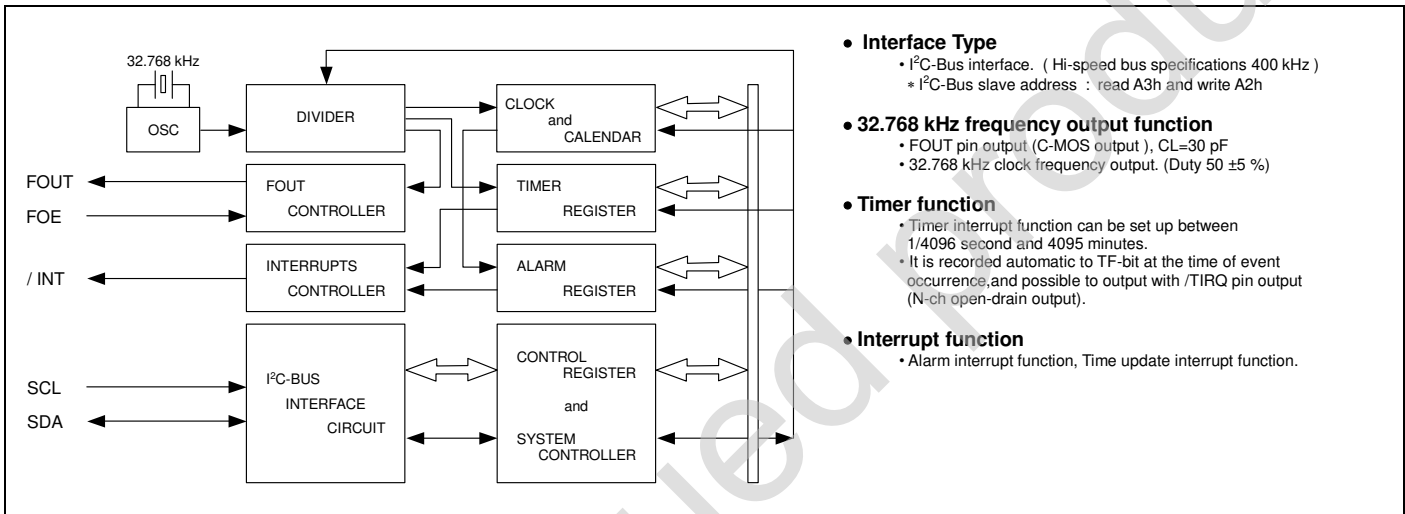 32.768 kHz
OSC
DIVIDER
CLOCK
and
CALENDAR
FOUT
FOE
FOUT
CONTROLLER
TIMER
REGISTER
/ INT
INTERRUPTS
CONTROLLER
ALARM
REGISTER
SCL
SDA
I²C-BUS
INTERFACE
CIRCUIT
CONTROL
REGISTER
and
SYSTEM
CONTROLLER
• Interface Type
• I²C-Bus interface. ( Hi-speed bus specifications 400 kHz )
* I²C-Bus slave address : read A3h and write A2h
• 32.768 kHz frequency output function
• FOUT pin output (C-MOS output ), CL=30 pF
• 32.768 kHz clock frequency output. (Duty 50 ±5 %)
• Timer function
• Timer interrupt function can be set up between
1/4096 second and 4095 minutes.
• It is recorded automatic to TF-bit at the time of event
occurrence,and possible to output with /TIRQ pin output
(N-ch open-drain output).
• Interrupt function
• Alarm interrupt function, Time update interrupt function.